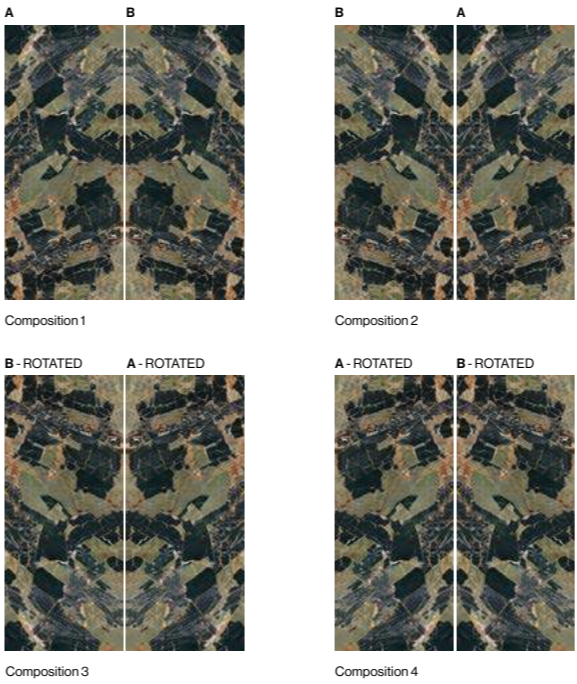 A B
B A
Composition 1
Composition 2
B - ROTATED A - ROTATED
A - ROTATED B - ROTATED
Composition 3
Composition 4